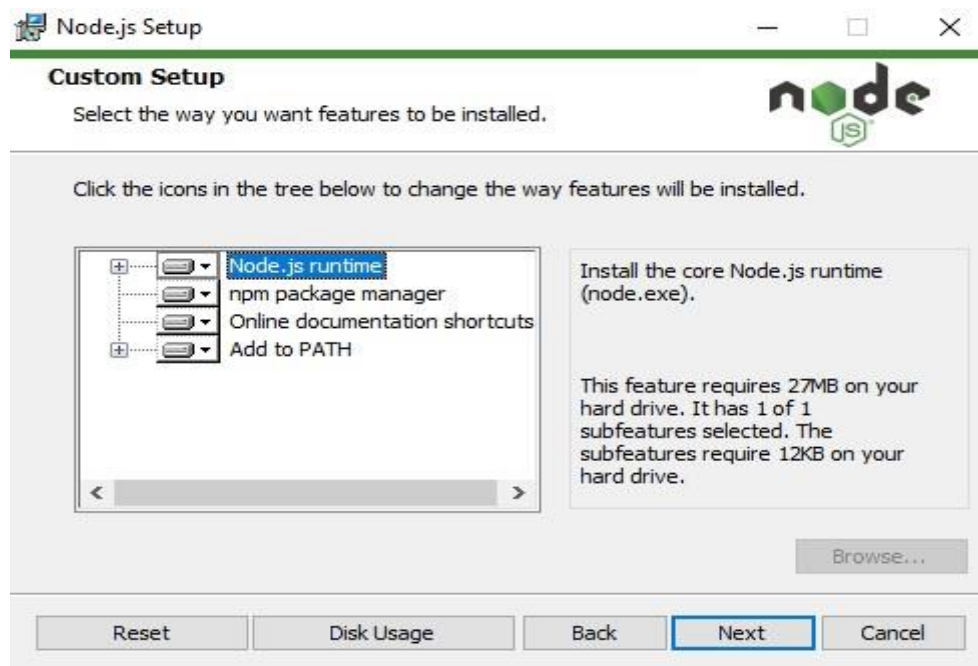 Node.js Setup
Custom Setup
Select the way you want features to be installed.
node
JS
Click the icons in the tree below to change the way features will be installed.
Node.js runtime
npm package manager
Online documentation shortcuts
Add to PATH
Install the core Node.js runtime
(node.exe).
This feature requires 27MB on your
hard drive. It has 1 of 1
subfeatures selected. The
subfeatures require 12KB on your
hard drive.
Browse...
Reset
Disk Usage
Back
Next
Cancel